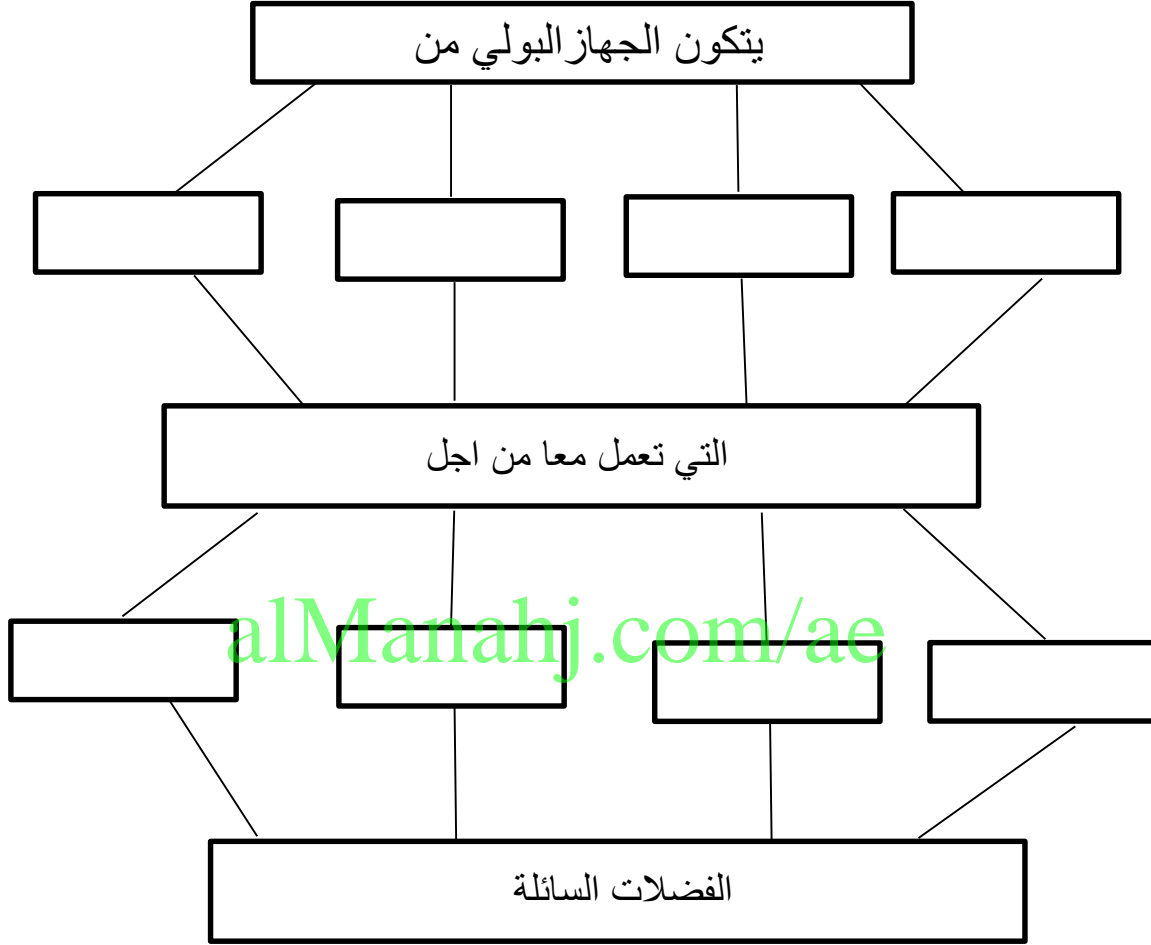 يتكون الجهاز البولي من
التي تعمل معا من اجل
alManahj.com/ae
الفضلات السائلة